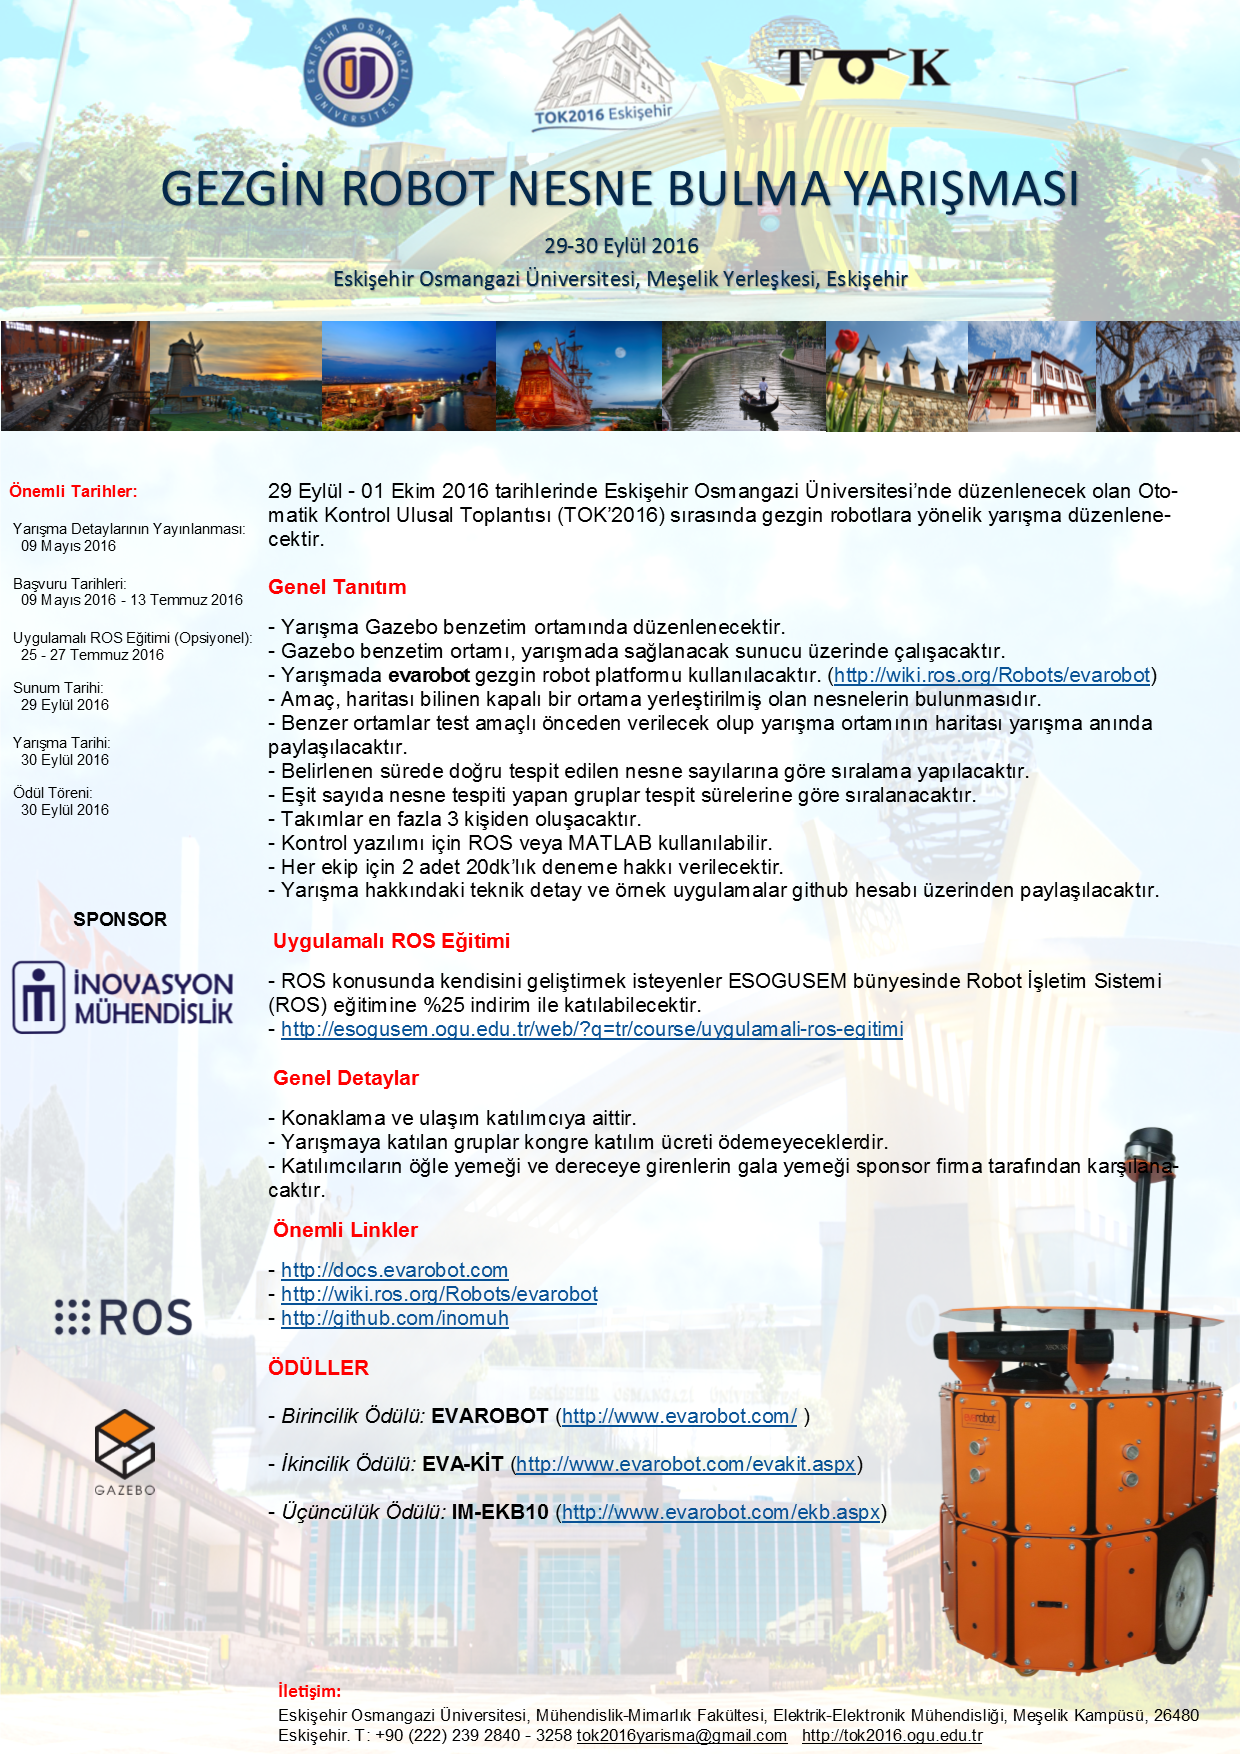 ESKİŞEHİR OSMANGAZİ ÜNİVERSİTESİ
TOK2016 Eskişehir
TOK
GEZGİN ROBOT NESNE BULMA YARIŞMASI
29-30 Eylül 2016
Eskişehir Osmangazi Üniversitesi, Meşelik Yerleşkesi, Eskişehir
Önemli Tarihler:
Yarışma Detaylarının Yayınlanması:
09 Mayıs 2016
Başvuru Tarihleri:
09 Mayıs 2016 - 13 Temmuz 2016
Uygulamalı ROS Eğitimi (Opsiyonel):
25 - 27 Temmuz 2016
Sunum Tarihi:
29 Eylül 2016
Yarışma Tarihi:
30 Eylül 2016
Ödül Töreni:
30 Eylül 2016
SPONSOR
İNOVASYON
MÜHENDİSLİK
ROS
GAZEBO
29 Eylül - 01 Ekim 2016 tarihlerinde Eskişehir Osmangazi Üniversitesi’nde düzenlenecek olan Oto-
matik Kontrol Ulusal Toplantısı (TOK’2016) sırasında gezgin robotlara yönelik yarışma düzenlene-
cektir.
Genel Tanıtım
- Yarışma Gazebo benzetim ortamında düzenlenecektir.
- Gazebo benzetim ortamı, yarışmada sağlanacak sunucu üzerinde çalışacaktır.
- Yarışmada evarobot gezgin robot platformu kullanılacaktır. (http://wiki.ros.org/Robots/evarobot)
- Amaç, haritası bilinen kapalı bir ortama yerleştirilmiş olan nesnelerin bulunmasıdır.
- Benzer ortamlar test amaçlı önceden verilecek olup yarışma ortamının haritası yarışma anında
paylaşılacaktır.
- Belirlenen sürede doğru tespit edilen nesne sayılarına göre sıralama yapılacaktır.
- Eşit sayıda nesne tespiti yapan gruplar tespit sürelerine göre sıralanacaktır.
- Takımlar en fazla 3 kişiden oluşacaktır.
- Kontrol yazılımı için ROS veya MATLAB kullanılabilir.
- Her ekip için 2 adet 20dk’lık deneme hakkı verilecektir.
- Yarışma hakkındaki teknik detay ve örnek uygulamalar github hesabı üzerinden paylaşılacaktır.
Uygulamalı ROS Eğitimi
- ROS konusunda kendisini geliştirmek isteyenler ESOGUSEM bünyesinde Robot İşletim Sistemi
(ROS) eğitimine %25 indirim ile katılabilecektir.
- http://esogusem.ogu.edu.tr/web/?q=tr/course/uygulamali-ros-egitimi
Genel Detaylar
- Konaklama ve ulaşım katılımcıya aittir.
- Yarışmaya katılan gruplar kongre katılım ücreti ödemeyeceklerdir.
- Katılımcıların öğle yemeği ve dereceye girenlerin gala yemeği sponsor firma tarafından karşılana-
caktır.
Önemli Linkler
- http://docs.evarobot.com
- http://wiki.ros.org/Robots/evarobot
- http://github.com/inomuh
ÖDÜLLER
- Birincilik Ödülü: EVAROBOT (http://www.evarobot.com/ )
- İkincilik Ödülü: EVA-KİT (http://www.evarobot.com/evakit.aspx)
- Üçüncülük Ödülü: IM-EKB10 (http://www.evarobot.com/ekb.aspx)
XBOX 360
evarobot
ESKİŞEHİR OSMANGAZİ ÜNİVERSİTESİ
İletişim:
Eskişehir Osmangazi Üniversitesi, Mühendislik-Mimarlık Fakültesi, Elektrik-Elektronik Mühendisliği, Meşelik Kampüsü, 26480
Eskişehir. T: +90 (222) 239 2840 - 3258 tok2016yarisma@gmail.com http://tok2016.ogu.edu.tr